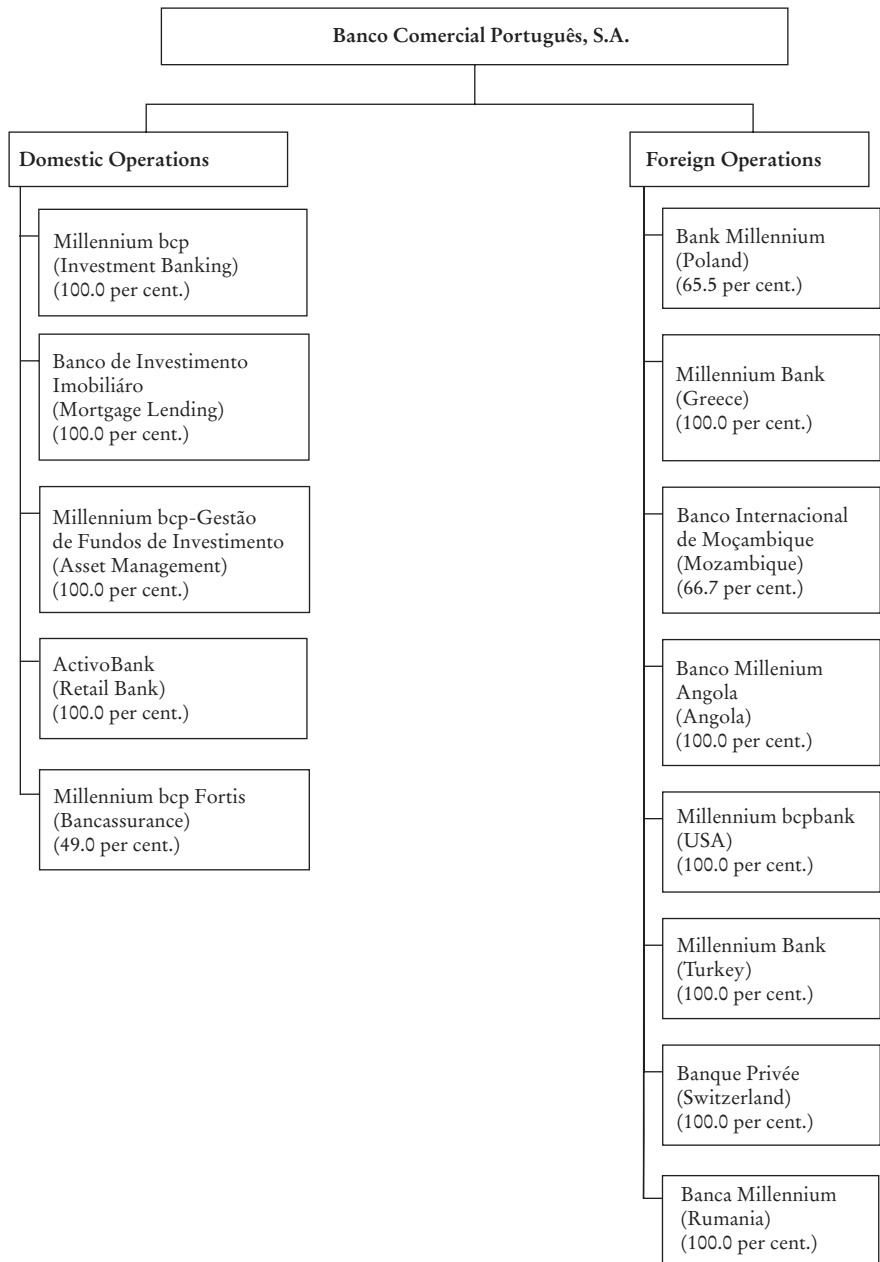 Banco Comercial Português, S.A.
Domestic Operations
Millennium bcp
(Investment Banking)
(100.0 per cent.)
Banco de Investimento
Imobiliáro
(Mortgage Lending)
(100.0 per cent.)
Millennium bcp-Gestão
de Fundos de Investimento
(Asset Management)
(100.0 per cent.)
ActivoBank
(Retail Bank)
(100.0 per cent.)
Millennium bcp Fortis
(Bancassurance)
(49.0 per cent.)
Foreign Operations
Bank Millennium
(Poland)
(65.5 per cent.)
Millennium Bank
(Greece)
(100.0 per cent.)
Banco Internacional
de Moçambique
(Mozambique)
(66.7 per cent.)
Banco Millenium
Angola
(Angola)
(100.0 per cent.)
Millennium bcpbank
(USA)
(100.0 per cent.)
Millennium Bank
(Turkey)
(100.0 per cent.)
Banque Privée
(Switzerland)
(100.0 per cent.)
Banca Millennium
(Rumania)
(100.0 per cent.)